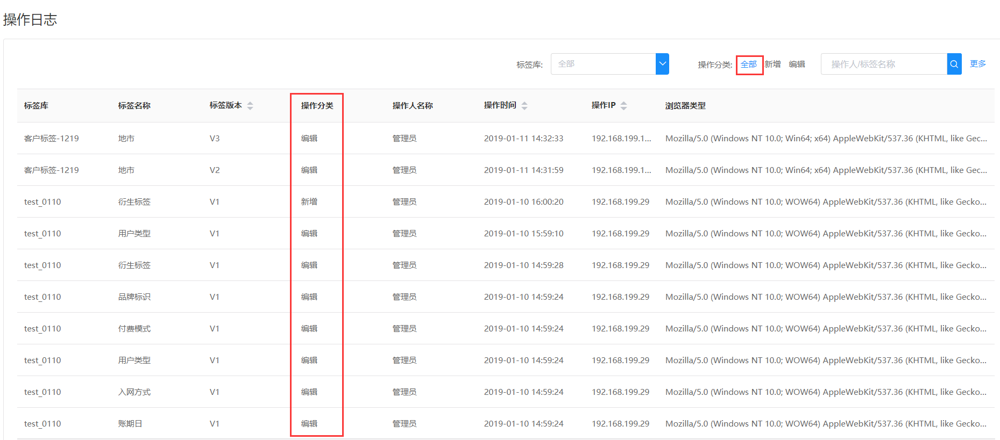 操作日志
标签库: 全部 操作分类: 全部 新增 编辑 操作人/标签名称 更多
标签库 标签名称 标签版本 操作分类 操作人名称 操作时间 操作IP 浏览器类型
客户标签-1219 地市 V3 编辑 管理员 2019-01-11 14:32:33 192.168.199.1... Mozilla/5.0 (Windows NT 10.0; Win64; x64) AppleWebKit/537.36 (KHTML, like Gec...
客户标签-1219 地市 V2 编辑 管理员 2019-01-11 14:31:59 192.168.199.1... Mozilla/5.0 (Windows NT 10.0; Win64; x64) AppleWebKit/537.36 (KHTML, like Gec...
test_0110 衍生标签 V1 新增 管理员 2019-01-10 16:00:20 192.168.199.29 Mozilla/5.0 (Windows NT 10.0; WOW64) AppleWebKit/537.36 (KHTML, like Gecko...
test_0110 用户类型 V1 编辑 管理员 2019-01-10 15:59:10 192.168.199.29 Mozilla/5.0 (Windows NT 10.0; WOW64) AppleWebKit/537.36 (KHTML, like Gecko...
test_0110 衍生标签 V1 编辑 管理员 2019-01-10 14:59:28 192.168.199.29 Mozilla/5.0 (Windows NT 10.0; WOW64) AppleWebKit/537.36 (KHTML, like Gecko...
test_0110 品牌标识 V1 编辑 管理员 2019-01-10 14:59:24 192.168.199.29 Mozilla/5.0 (Windows NT 10.0; WOW64) AppleWebKit/537.36 (KHTML, like Gecko...
test_0110 付费模式 V1 编辑 管理员 2019-01-10 14:59:24 192.168.199.29 Mozilla/5.0 (Windows NT 10.0; WOW64) AppleWebKit/537.36 (KHTML, like Gecko...
test_0110 用户类型 V1 编辑 管理员 2019-01-10 14:59:24 192.168.199.29 Mozilla/5.0 (Windows NT 10.0; WOW64) AppleWebKit/537.36 (KHTML, like Gecko...
test_0110 入网方式 V1 编辑 管理员 2019-01-10 14:59:24 192.168.199.29 Mozilla/5.0 (Windows NT 10.0; WOW64) AppleWebKit/537.36 (KHTML, like Gecko...
test_0110 账期日 V1 编辑 管理员 2019-01-10 14:59:24 192.168.199.29 Mozilla/5.0 (Windows NT 10.0; WOW64) AppleWebKit/537.36 (KHTML, like Gecko...